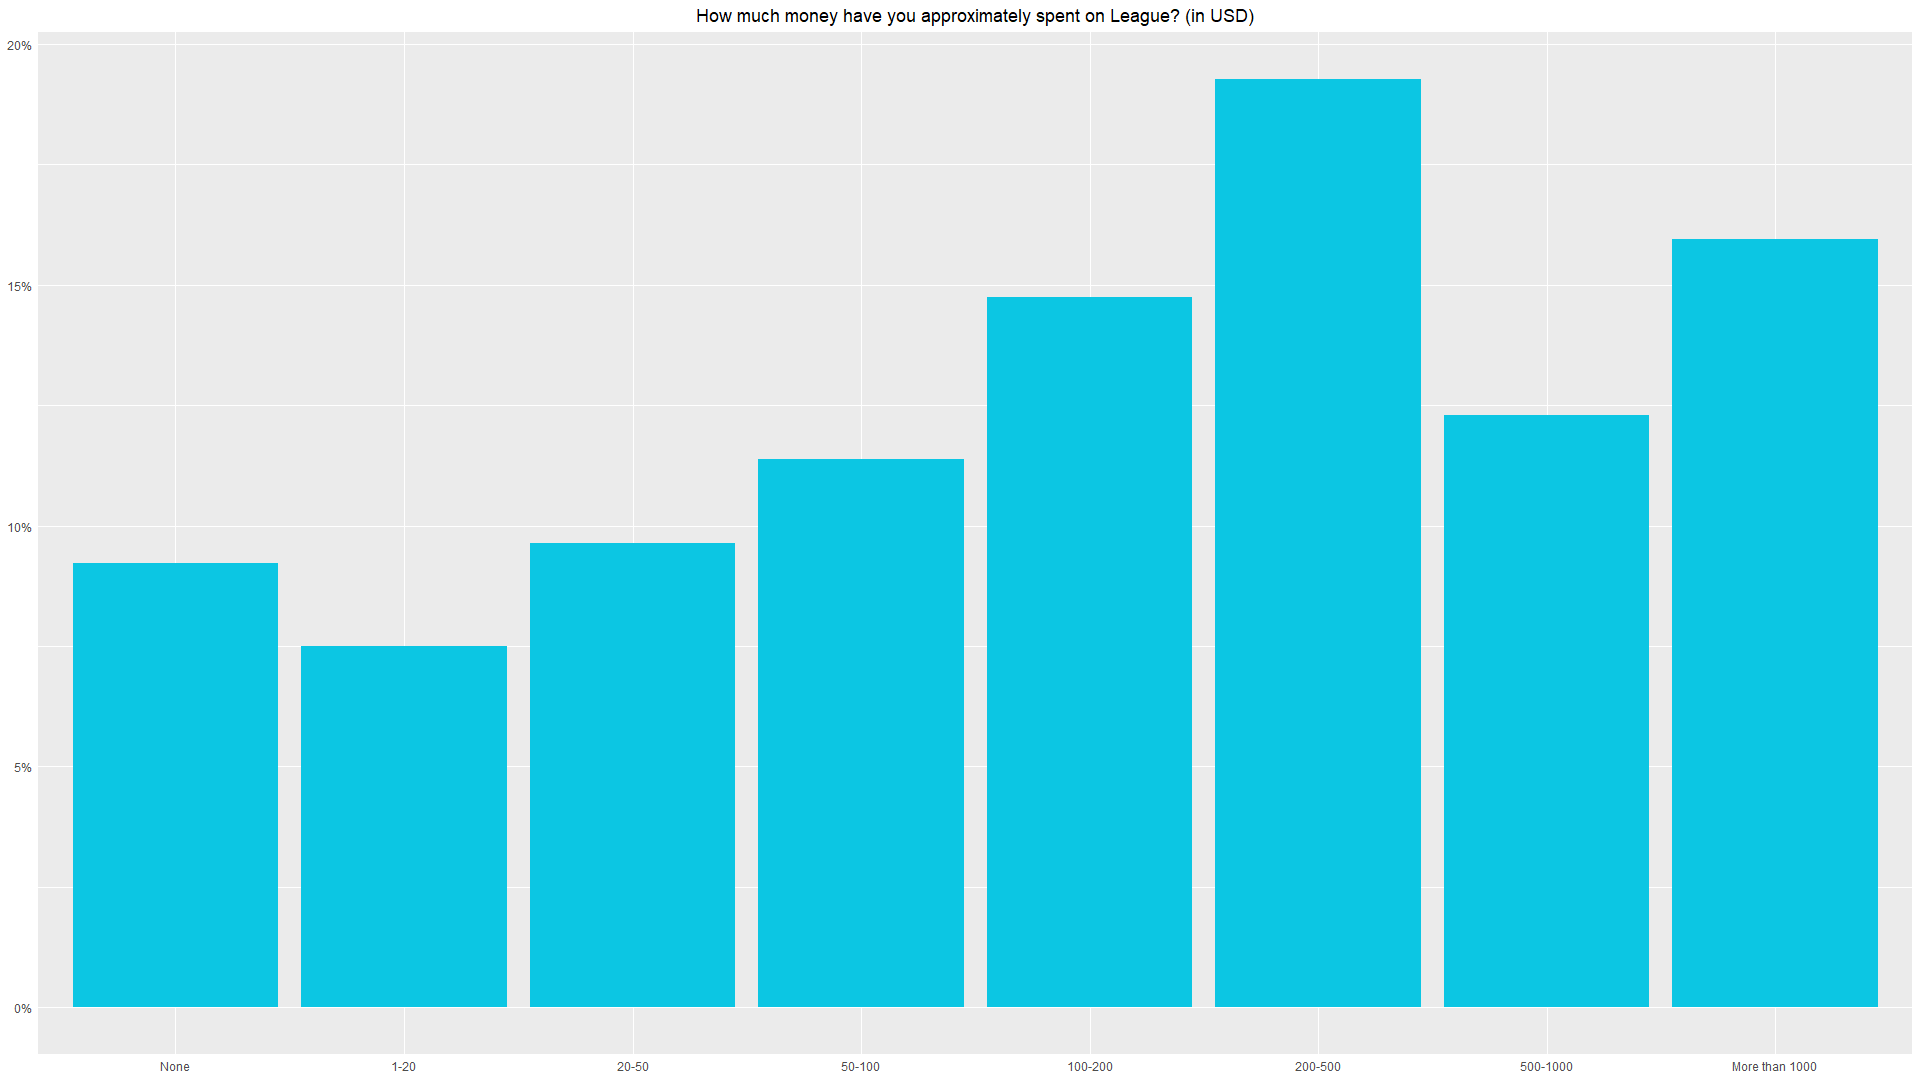 How much money have you approximately spent on League? (in USD)
20%
15%
10%
5%
0%
None 1-20 20-50 50-100 100-200 200-500 500-1000 More than 1000